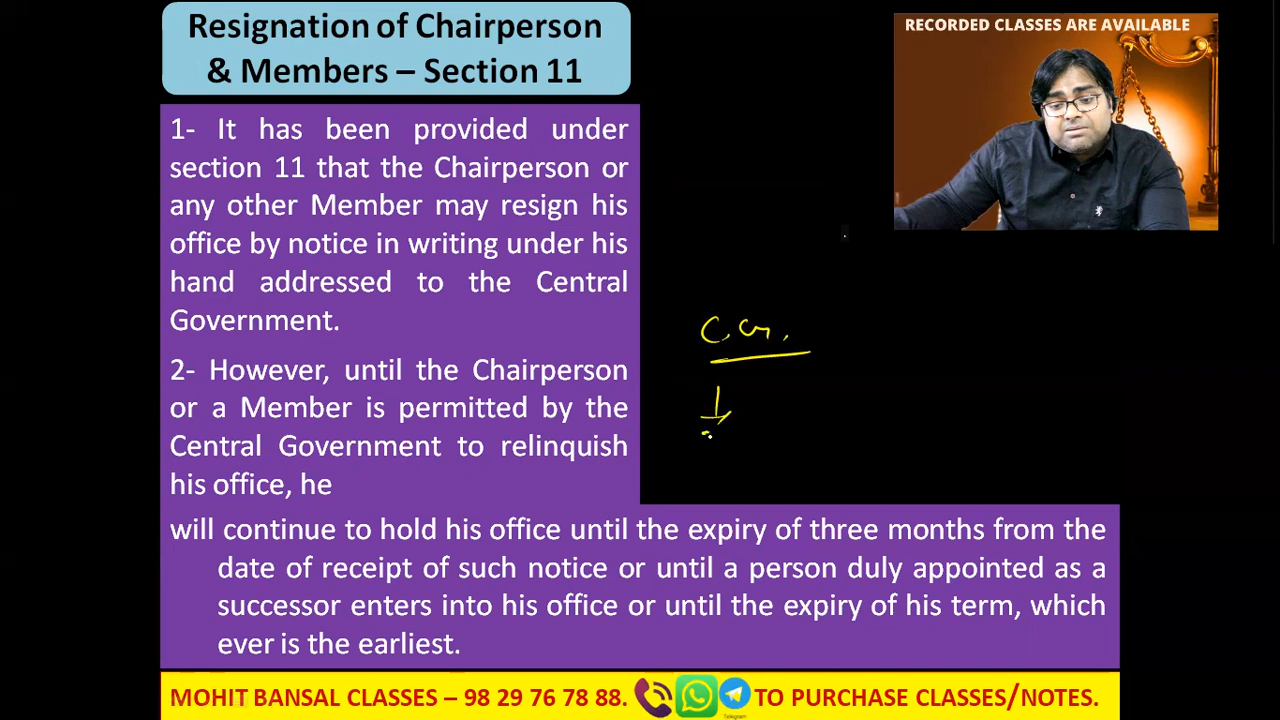 Resignation of Chairperson
& Members – Section 11
RECORDED CLASSES ARE AVAILABLE
1- It has been provided under
section 11 that the Chairperson or
any other Member may resign his
office by notice in writing under his
hand addressed to the Central
Government.
2- However, until the Chairperson
or a Member is permitted by the
Central Government to relinquish
his office, he
will continue to hold his office until the expiry of three months from the
date of receipt of such notice or until a person duly appointed as a
successor enters into his office or until the expiry of his term, which
ever is the earliest.
C.G.
MOHIT BANSAL CLASSES – 98 29 76 78 88. TO PURCHASE CLASSES/NOTES.
Telegram